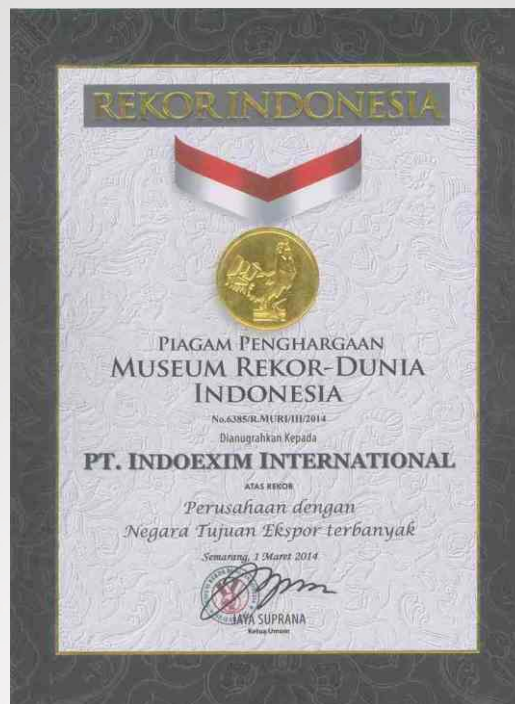 REKOR INDONESIA
PIAGAM PENGHARGAAN
MUSEUM REKOR-DUNIA
INDONESIA
No.6385/R.MURI/III/2014
Dianugrahkan Kepada
PT. INDOEXIM INTERNATIONAL
ATAS REKOR
Perusahaan dengan
Negara Tujuan Ekspor terbanyak
Semarang, 1 Maret 2014
JAYA SUPRANA
Ketua Umum